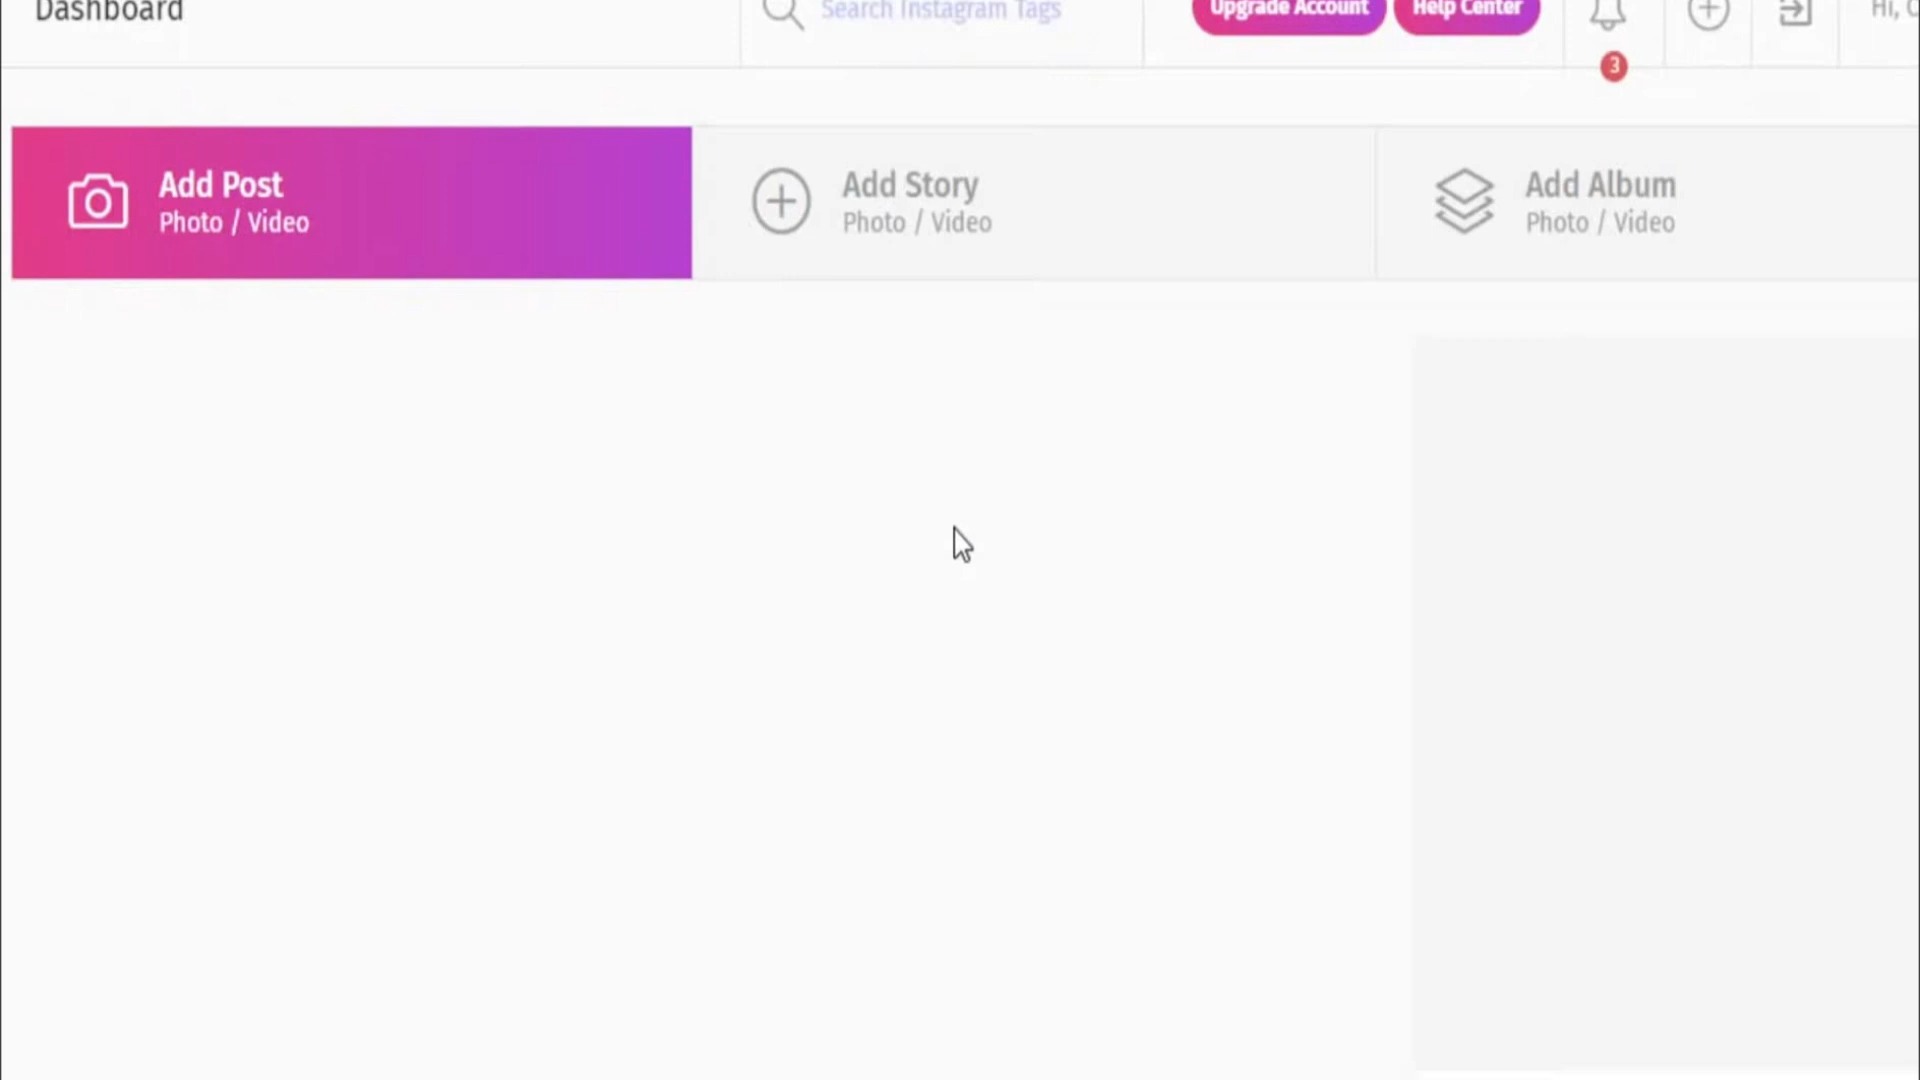 Dashboard
Search Instagram Tags
Upgrade Account
Help Center
Hi,
3
Add Post
Photo / Video
Add Story
Photo / Video
Add Album
Photo / Video